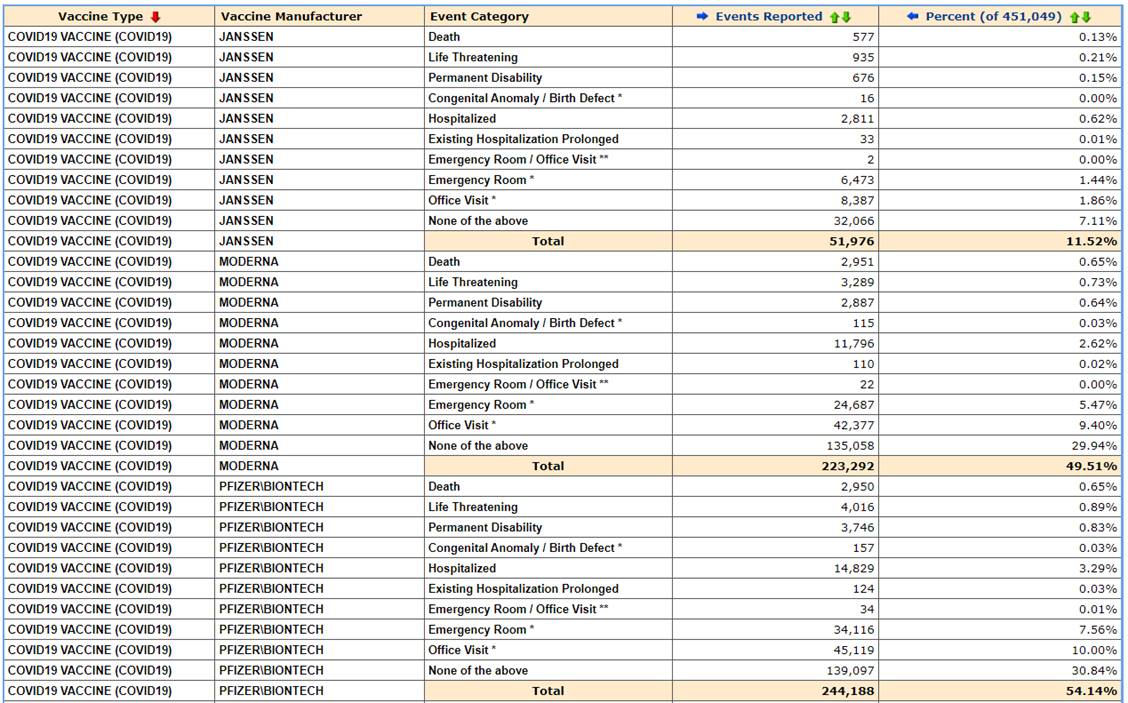 Vaccine Type Vaccine Manufacturer Event Category Events Reported Percent (of 451,049)
COVID19 VACCINE (COVID19) JANSSEN Death 577 0.13%
COVID19 VACCINE (COVID19) JANSSEN Life Threatening 935 0.21%
COVID19 VACCINE (COVID19) JANSSEN Permanent Disability 676 0.15%
COVID19 VACCINE (COVID19) JANSSEN Congenital Anomaly / Birth Defect * 16 0.00%
COVID19 VACCINE (COVID19) JANSSEN Hospitalized 2,811 0.62%
COVID19 VACCINE (COVID19) JANSSEN Existing Hospitalization Prolonged 33 0.01%
COVID19 VACCINE (COVID19) JANSSEN Emergency Room / Office Visit ** 2 0.00%
COVID19 VACCINE (COVID19) JANSSEN Emergency Room * 6,473 1.44%
COVID19 VACCINE (COVID19) JANSSEN Office Visit * 8,387 1.86%
COVID19 VACCINE (COVID19) JANSSEN None of the above 32,066 7.11%
COVID19 VACCINE (COVID19) JANSSEN Total 51,976 11.52%
COVID19 VACCINE (COVID19) MODERNA Death 2,951 0.65%
COVID19 VACCINE (COVID19) MODERNA Life Threatening 3,289 0.73%
COVID19 VACCINE (COVID19) MODERNA Permanent Disability 2,887 0.64%
COVID19 VACCINE (COVID19) MODERNA Congenital Anomaly / Birth Defect * 115 0.03%
COVID19 VACCINE (COVID19) MODERNA Hospitalized 11,796 2.62%
COVID19 VACCINE (COVID19) MODERNA Existing Hospitalization Prolonged 110 0.02%
COVID19 VACCINE (COVID19) MODERNA Emergency Room / Office Visit ** 22 0.00%
COVID19 VACCINE (COVID19) MODERNA Emergency Room * 24,687 5.47%
COVID19 VACCINE (COVID19) MODERNA Office Visit * 42,377 9.40%
COVID19 VACCINE (COVID19) MODERNA None of the above 135,058 29.94%
COVID19 VACCINE (COVID19) MODERNA Total 223,292 49.51%
COVID19 VACCINE (COVID19) PFIZER\BIONTECH Death 2,950 0.65%
COVID19 VACCINE (COVID19) PFIZER\BIONTECH Life Threatening 4,016 0.89%
COVID19 VACCINE (COVID19) PFIZER\BIONTECH Permanent Disability 3,746 0.83%
COVID19 VACCINE (COVID19) PFIZER\BIONTECH Congenital Anomaly / Birth Defect * 157 0.03%
COVID19 VACCINE (COVID19) PFIZER\BIONTECH Hospitalized 14,829 3.29%
COVID19 VACCINE (COVID19) PFIZER\BIONTECH Existing Hospitalization Prolonged 124 0.03%
COVID19 VACCINE (COVID19) PFIZER\BIONTECH Emergency Room / Office Visit ** 34 0.01%
COVID19 VACCINE (COVID19) PFIZER\BIONTECH Emergency Room * 34,116 7.56%
COVID19 VACCINE (COVID19) PFIZER\BIONTECH Office Visit * 45,119 10.00%
COVID19 VACCINE (COVID19) PFIZER\BIONTECH None of the above 139,097 30.84%
COVID19 VACCINE (COVID19) PFIZER\BIONTECH Total 244,188 54.14%